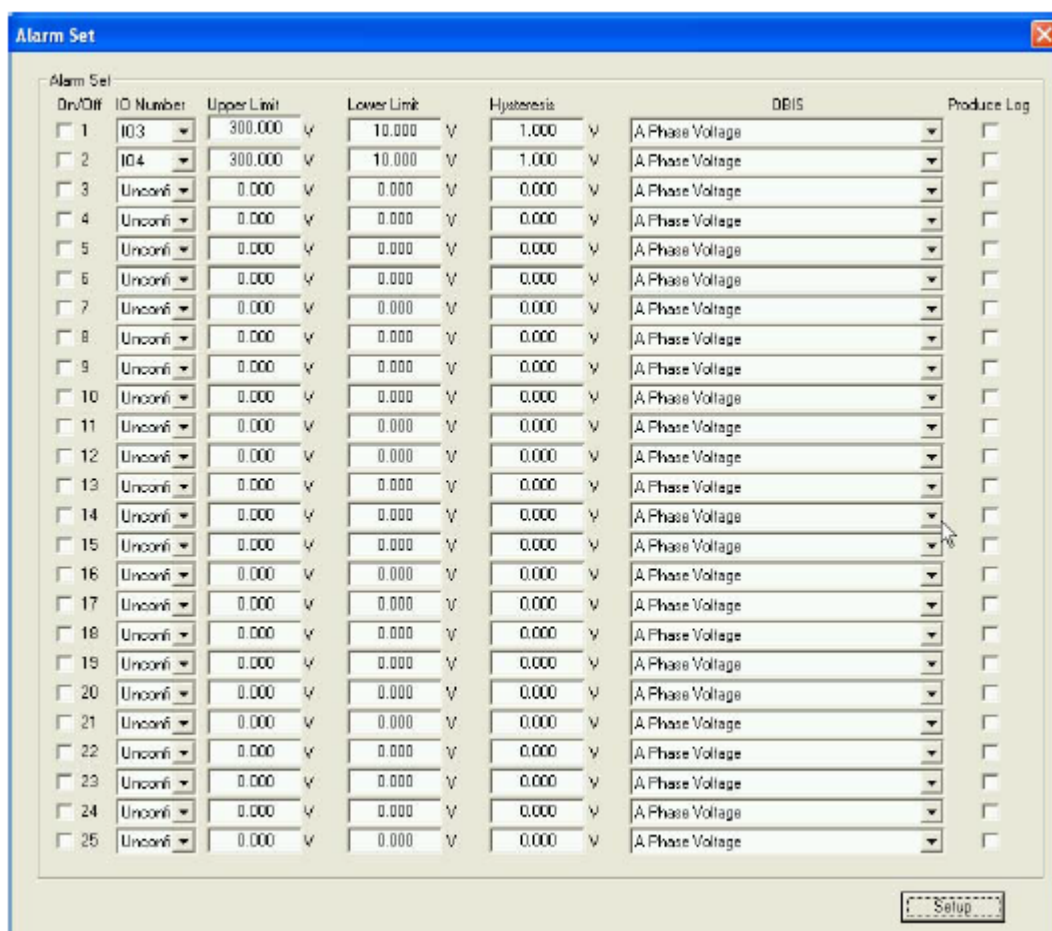 Alarm Set
Alarm Set
On/Off IO Number Upper Limit Lower Limit Hysteresis OBIS Produce Log
1 IO3 300.000 V 10.000 V 1.000 V A Phase Voltage
2 IO4 300.000 V 10.000 V 1.000 V A Phase Voltage
3 Unconfi 0.000 V 0.000 V 0.000 V A Phase Voltage
4 Unconfi 0.000 V 0.000 V 0.000 V A Phase Voltage
5 Unconfi 0.000 V 0.000 V 0.000 V A Phase Voltage
6 Unconfi 0.000 V 0.000 V 0.000 V A Phase Voltage
7 Unconfi 0.000 V 0.000 V 0.000 V A Phase Voltage
8 Unconfi 0.000 V 0.000 V 0.000 V A Phase Voltage
9 Unconfi 0.000 V 0.000 V 0.000 V A Phase Voltage
10 Unconfi 0.000 V 0.000 V 0.000 V A Phase Voltage
11 Unconfi 0.000 V 0.000 V 0.000 V A Phase Voltage
12 Unconfi 0.000 V 0.000 V 0.000 V A Phase Voltage
13 Unconfi 0.000 V 0.000 V 0.000 V A Phase Voltage
14 Unconfi 0.000 V 0.000 V 0.000 V A Phase Voltage
15 Unconfi 0.000 V 0.000 V 0.000 V A Phase Voltage
16 Unconfi 0.000 V 0.000 V 0.000 V A Phase Voltage
17 Unconfi 0.000 V 0.000 V 0.000 V A Phase Voltage
18 Unconfi 0.000 V 0.000 V 0.000 V A Phase Voltage
19 Unconfi 0.000 V 0.000 V 0.000 V A Phase Voltage
20 Unconfi 0.000 V 0.000 V 0.000 V A Phase Voltage
21 Unconfi 0.000 V 0.000 V 0.000 V A Phase Voltage
22 Unconfi 0.000 V 0.000 V 0.000 V A Phase Voltage
23 Unconfi 0.000 V 0.000 V 0.000 V A Phase Voltage
24 Unconfi 0.000 V 0.000 V 0.000 V A Phase Voltage
25 Unconfi 0.000 V 0.000 V 0.000 V A Phase Voltage
Setup